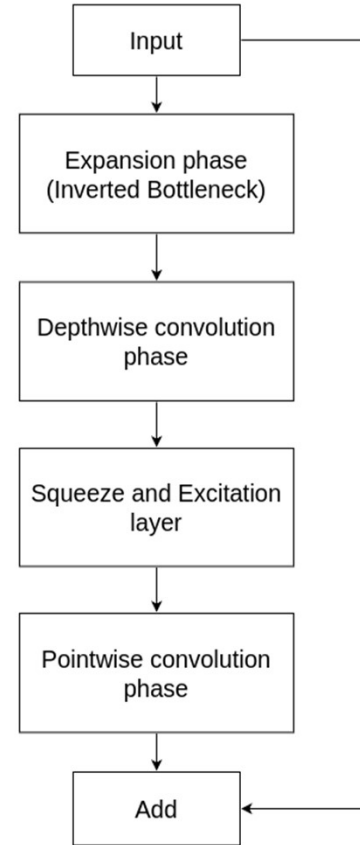 Input
Expansion phase
(Inverted Bottleneck)
Depthwise convolution
phase
Squeeze and Excitation
layer
Pointwise convolution
phase
Add